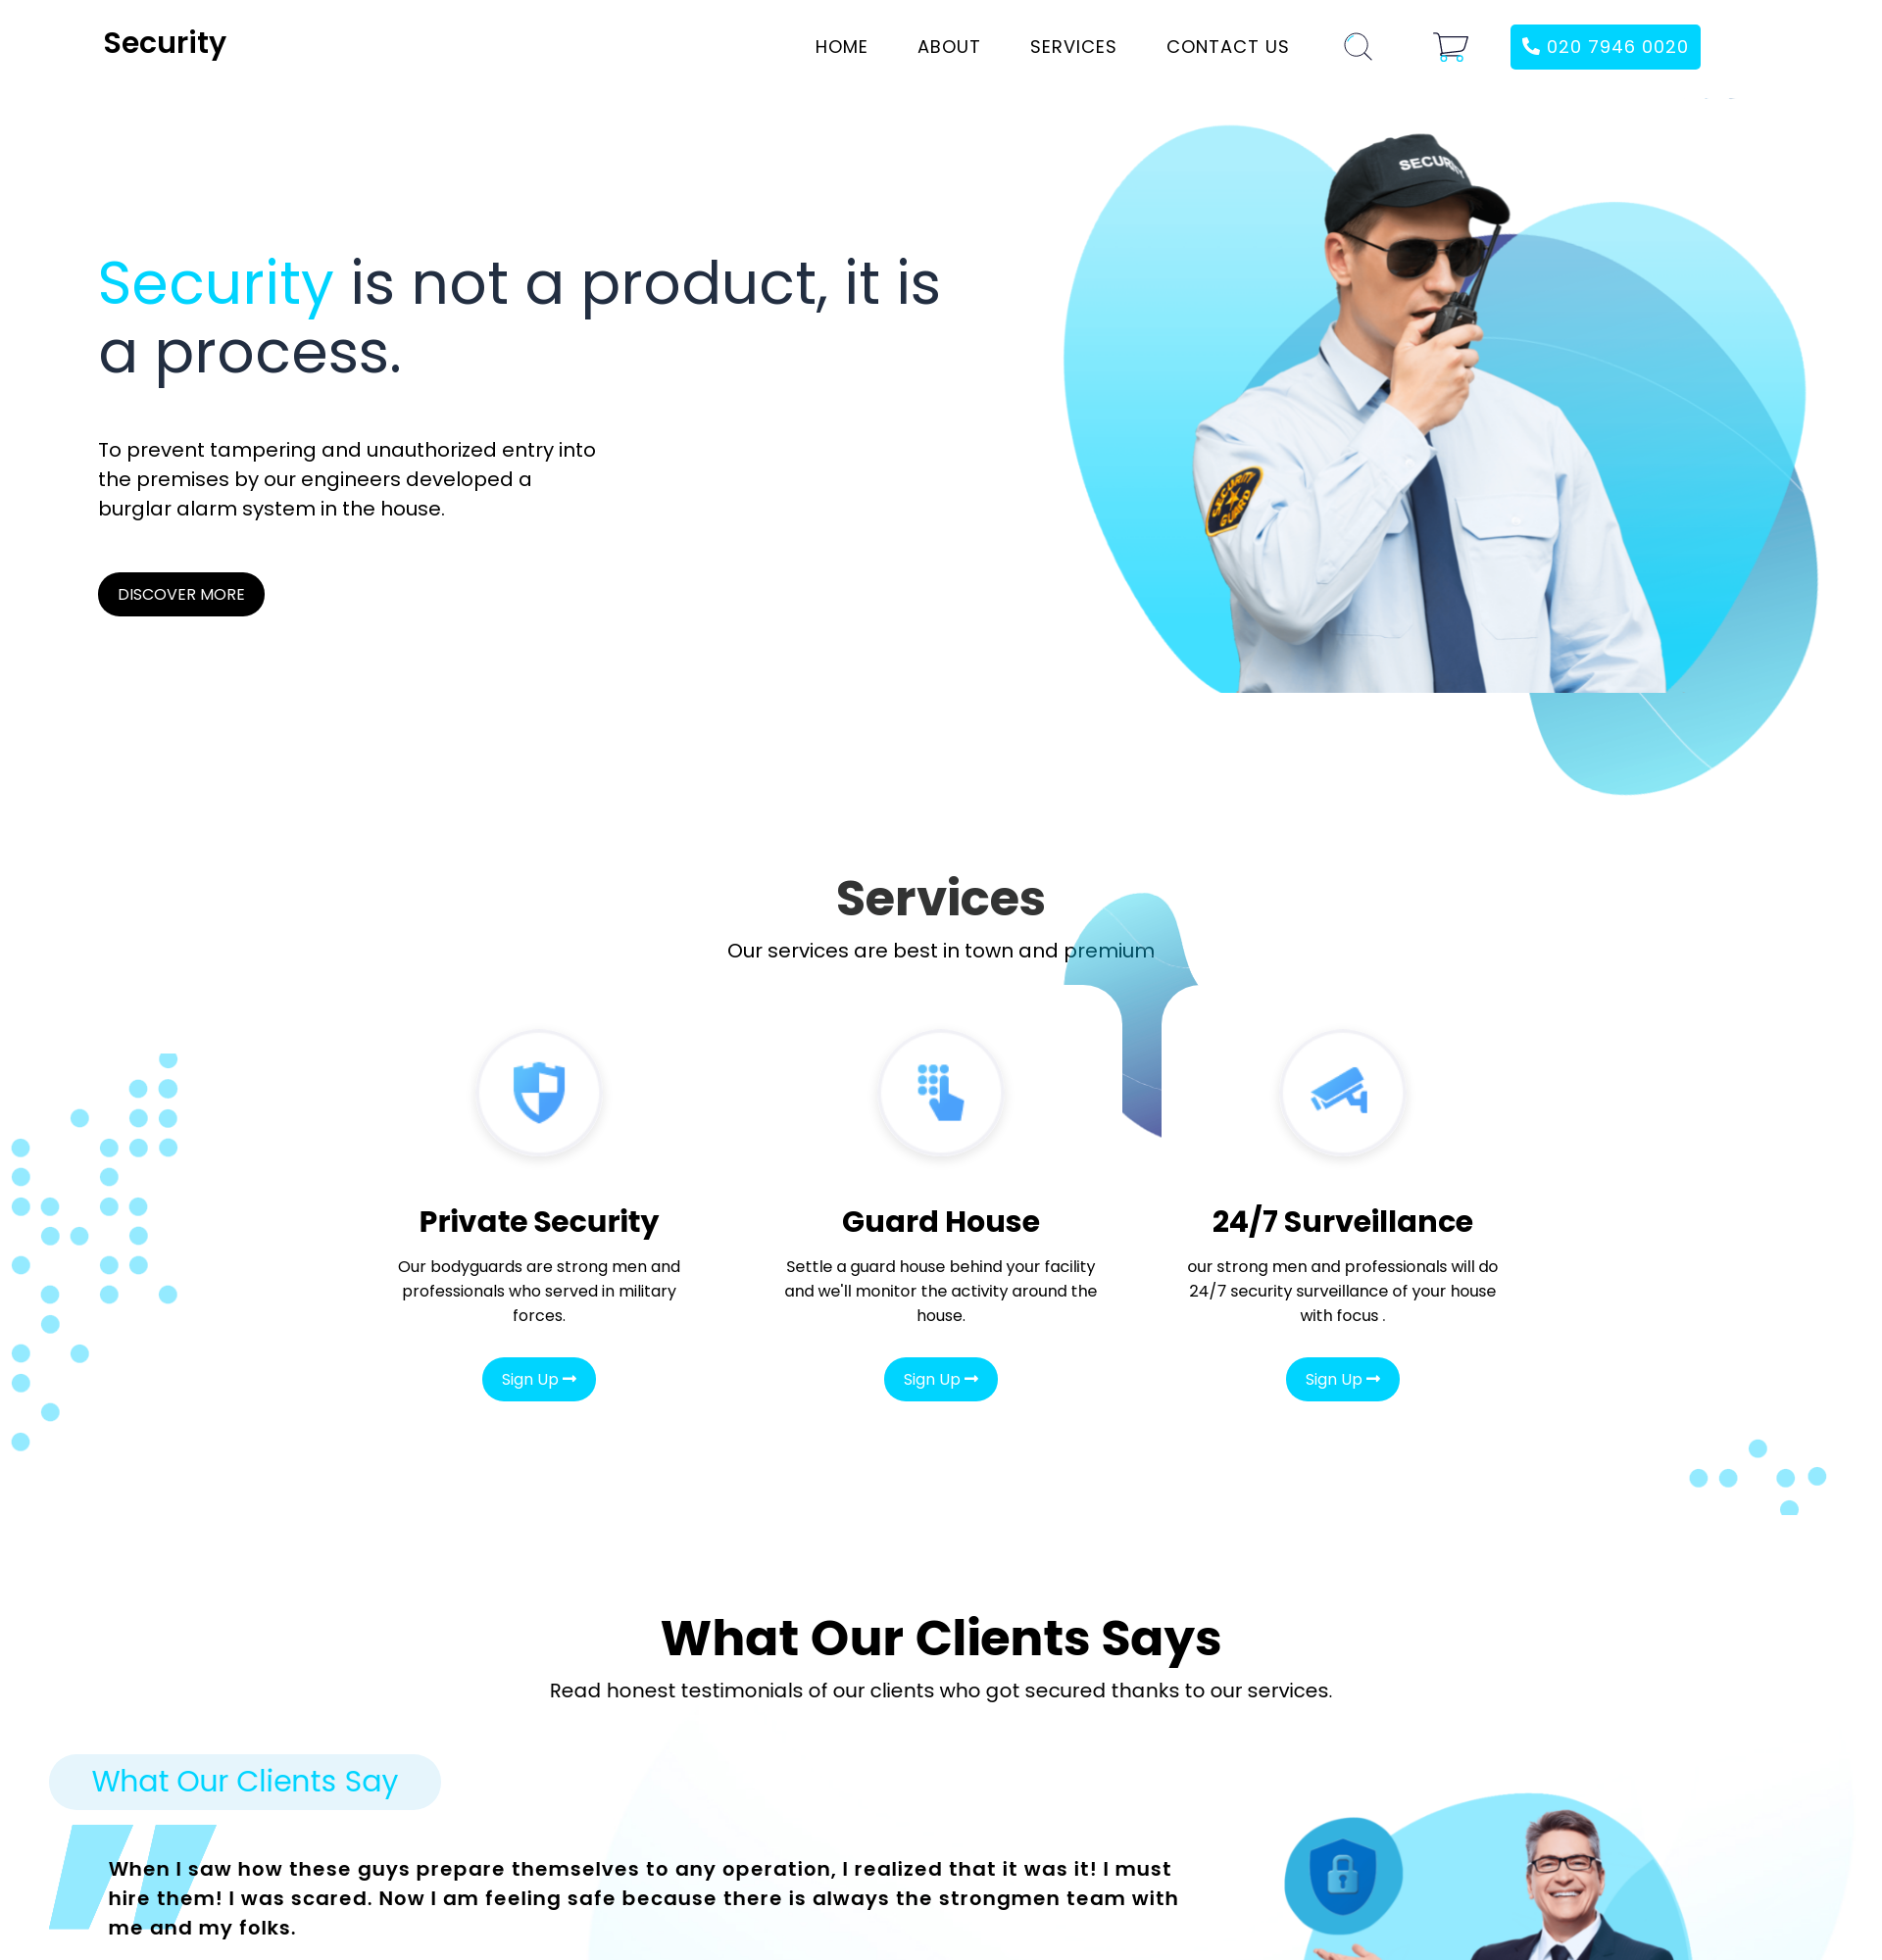 Security
HOME
ABOUT
SERVICES
CONTACT US
020 7946 0020
SECURITY
Security is not a product, it is
a process.
To prevent tampering and unauthorized entry into
the premises by our engineers developed a
burglar alarm system in the house.
SECURITY
GUARD
DISCOVER MORE
Services
Our services are best in town and premium
Private Security
Our bodyguards are strong men and
professionals who served in military
forces.
Sign Up
Guard House
Settle a guard house behind your facility
and we'll monitor the activity around the
house.
Sign Up
24/7 Surveillance
our strong men and professionals will do
24/7 security surveillance of your house
with focus .
Sign Up
What Our Clients Says
Read honest testimonials of our clients who got secured thanks to our services.
What Our Clients Say
When I saw how these guys prepare themselves to any operation, I realized that it was it! I must
hire them! I was scared. Now I am feeling safe because there is always the strongmen team with
me and my folks.